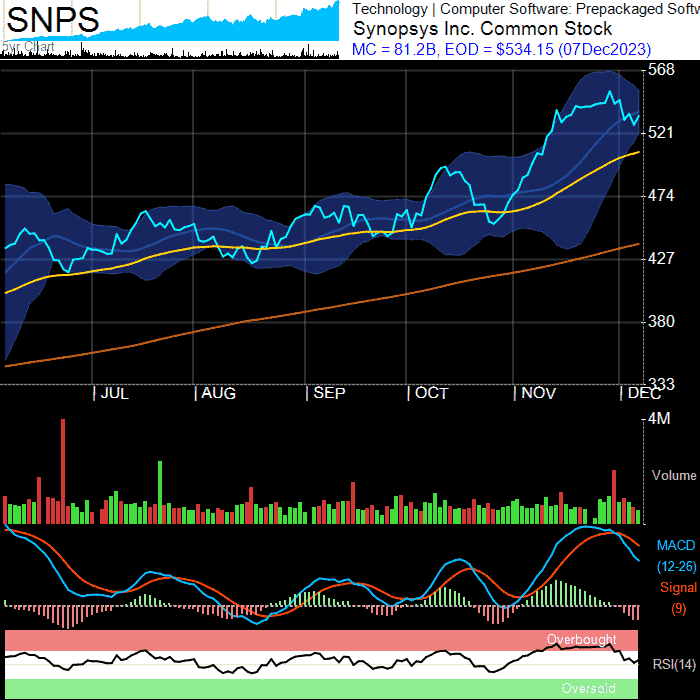 SNPS
5yr Chart
Technology | Computer Software: Prepackaged Softw
Synopsys Inc. Common Stock
MC = 81.2B, EOD = $534.15 (07Dec2023)
568
521
474
427
380
333
JUL
AUG
SEP
OCT
NOV
DEC
4M
Volume
MACD
(12-26)
Signal
(9)
Overbought
RSI(14)
Oversold